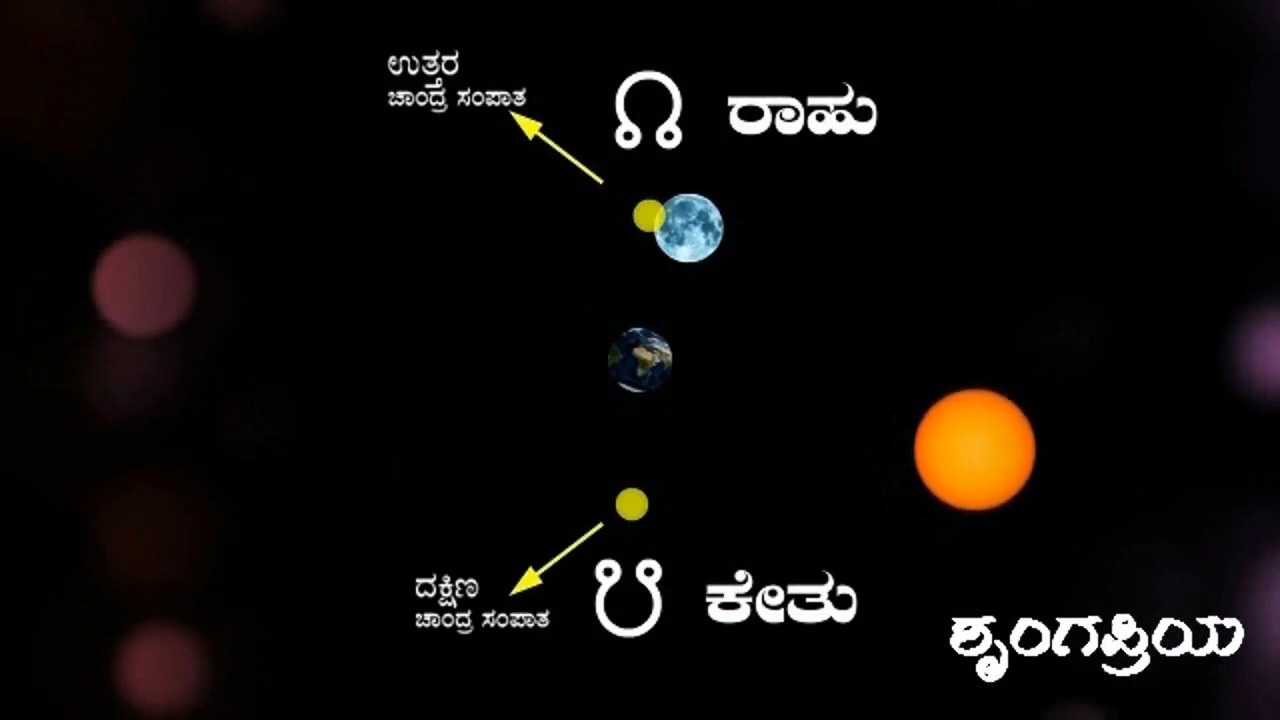 ಉತ್ತರ
ಚಾಂದ್ರ ಸಂಪಾತ
☊ ರಾಹು
ದಕ್ಷಿಣ
ಚಾಂದ್ರ ಸಂಪಾತ
☋ ಕೇತು
ಶೃಂಗಪ್ರಿಯ